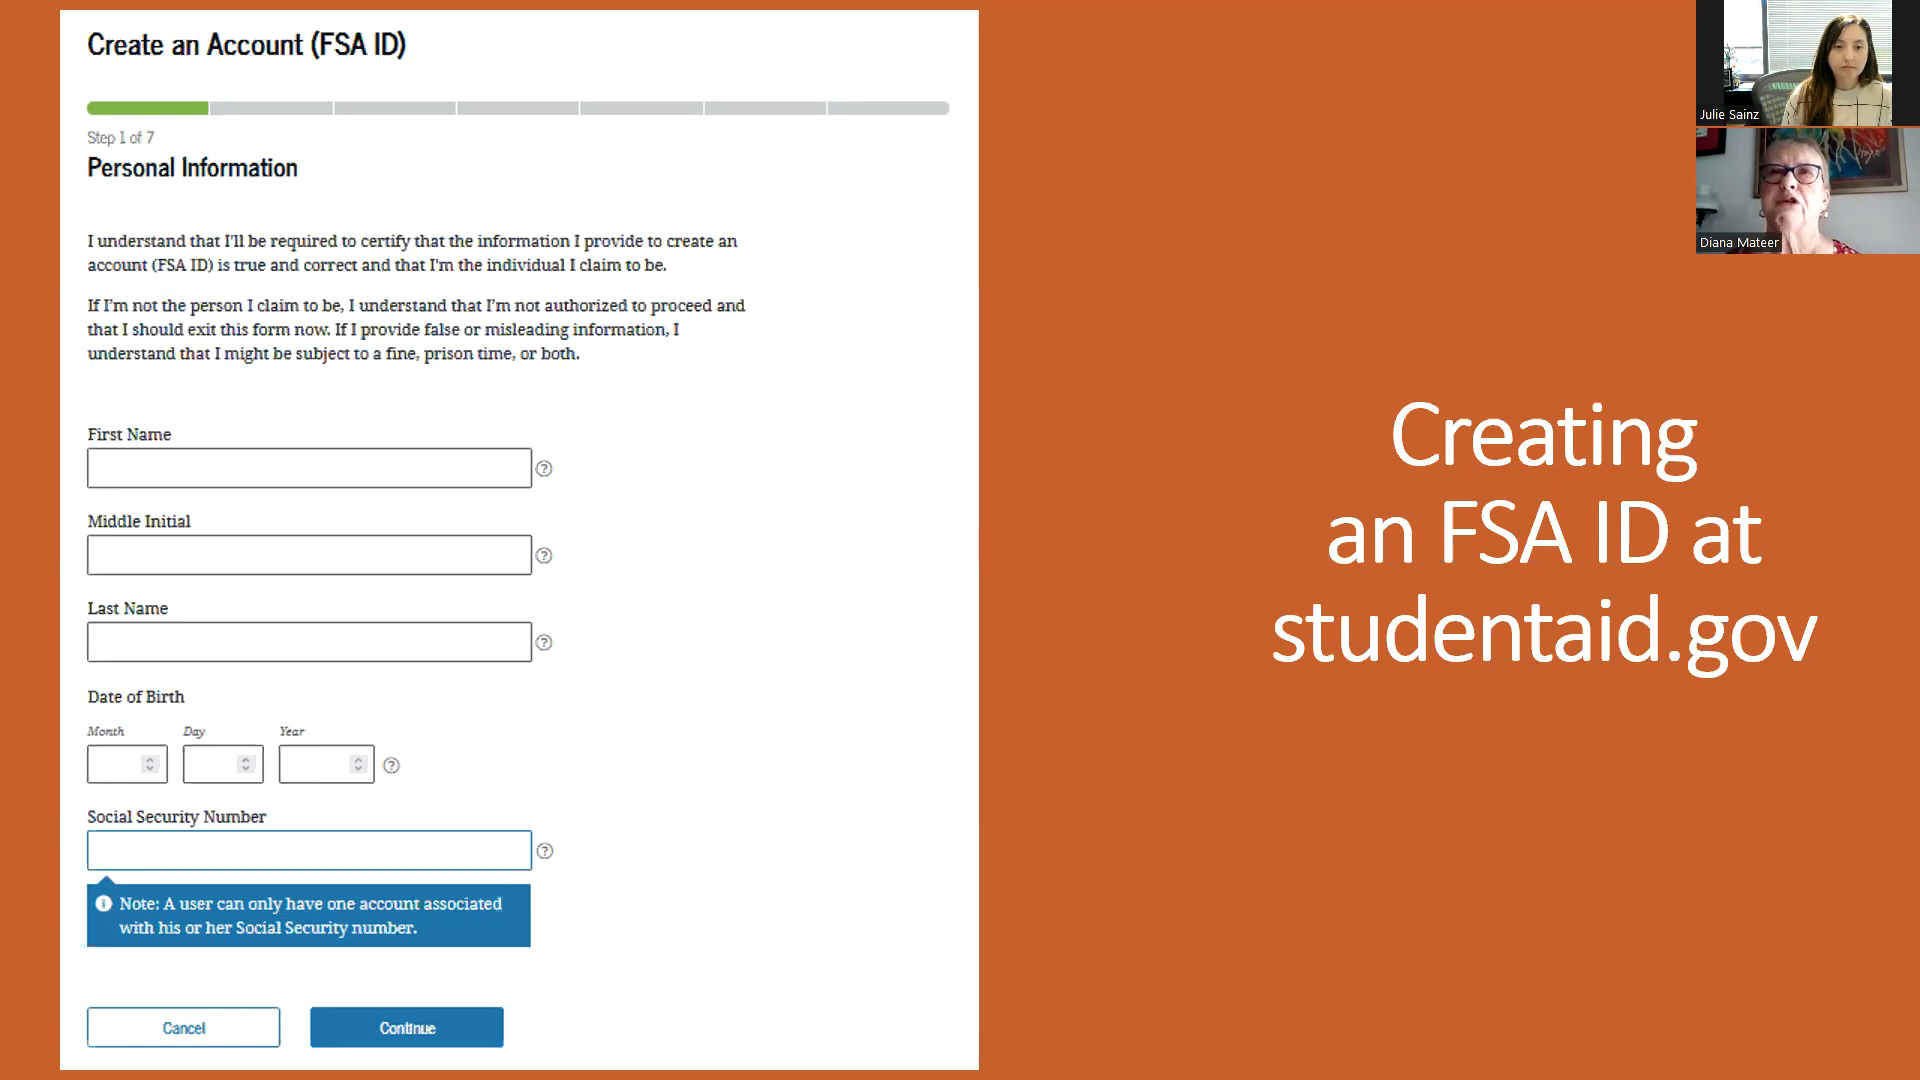 Create an Account (FSA ID)
Step 1 of 7
Personal Information
I understand that I'll be required to certify that the information I provide to create an
account (FSA ID) is true and correct and that I'm the individual I claim to be.
If I'm not the person I claim to be, I understand that I'm not authorized to proceed and
that I should exit this form now. If I provide false or misleading information, I
understand that I might be subject to a fine, prison time, or both.
First Name
Middle Initial
Last Name
Date of Birth
Month Day Year
Social Security Number
Note: A user can only have one account associated
with his or her Social Security number.
Cancel Continue
Creating
an FSA ID at
studentaid.gov
Julie Sainz
Diana Mateer